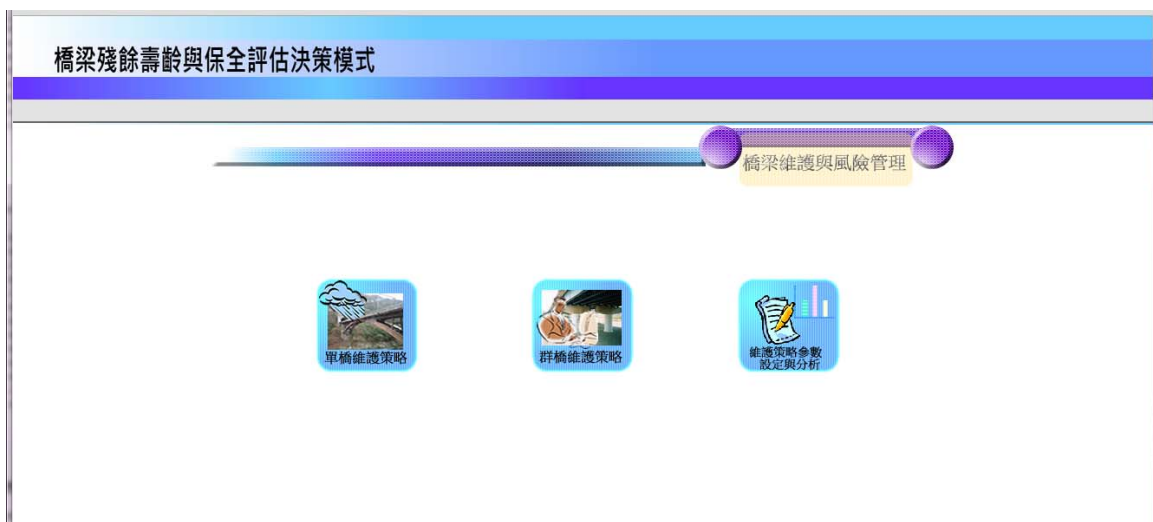 橋梁殘餘壽齡與保全評估決策模式
橋梁維護與風險管理
單橋維護策略
群橋維護策略
維護策略參數
設定與分析